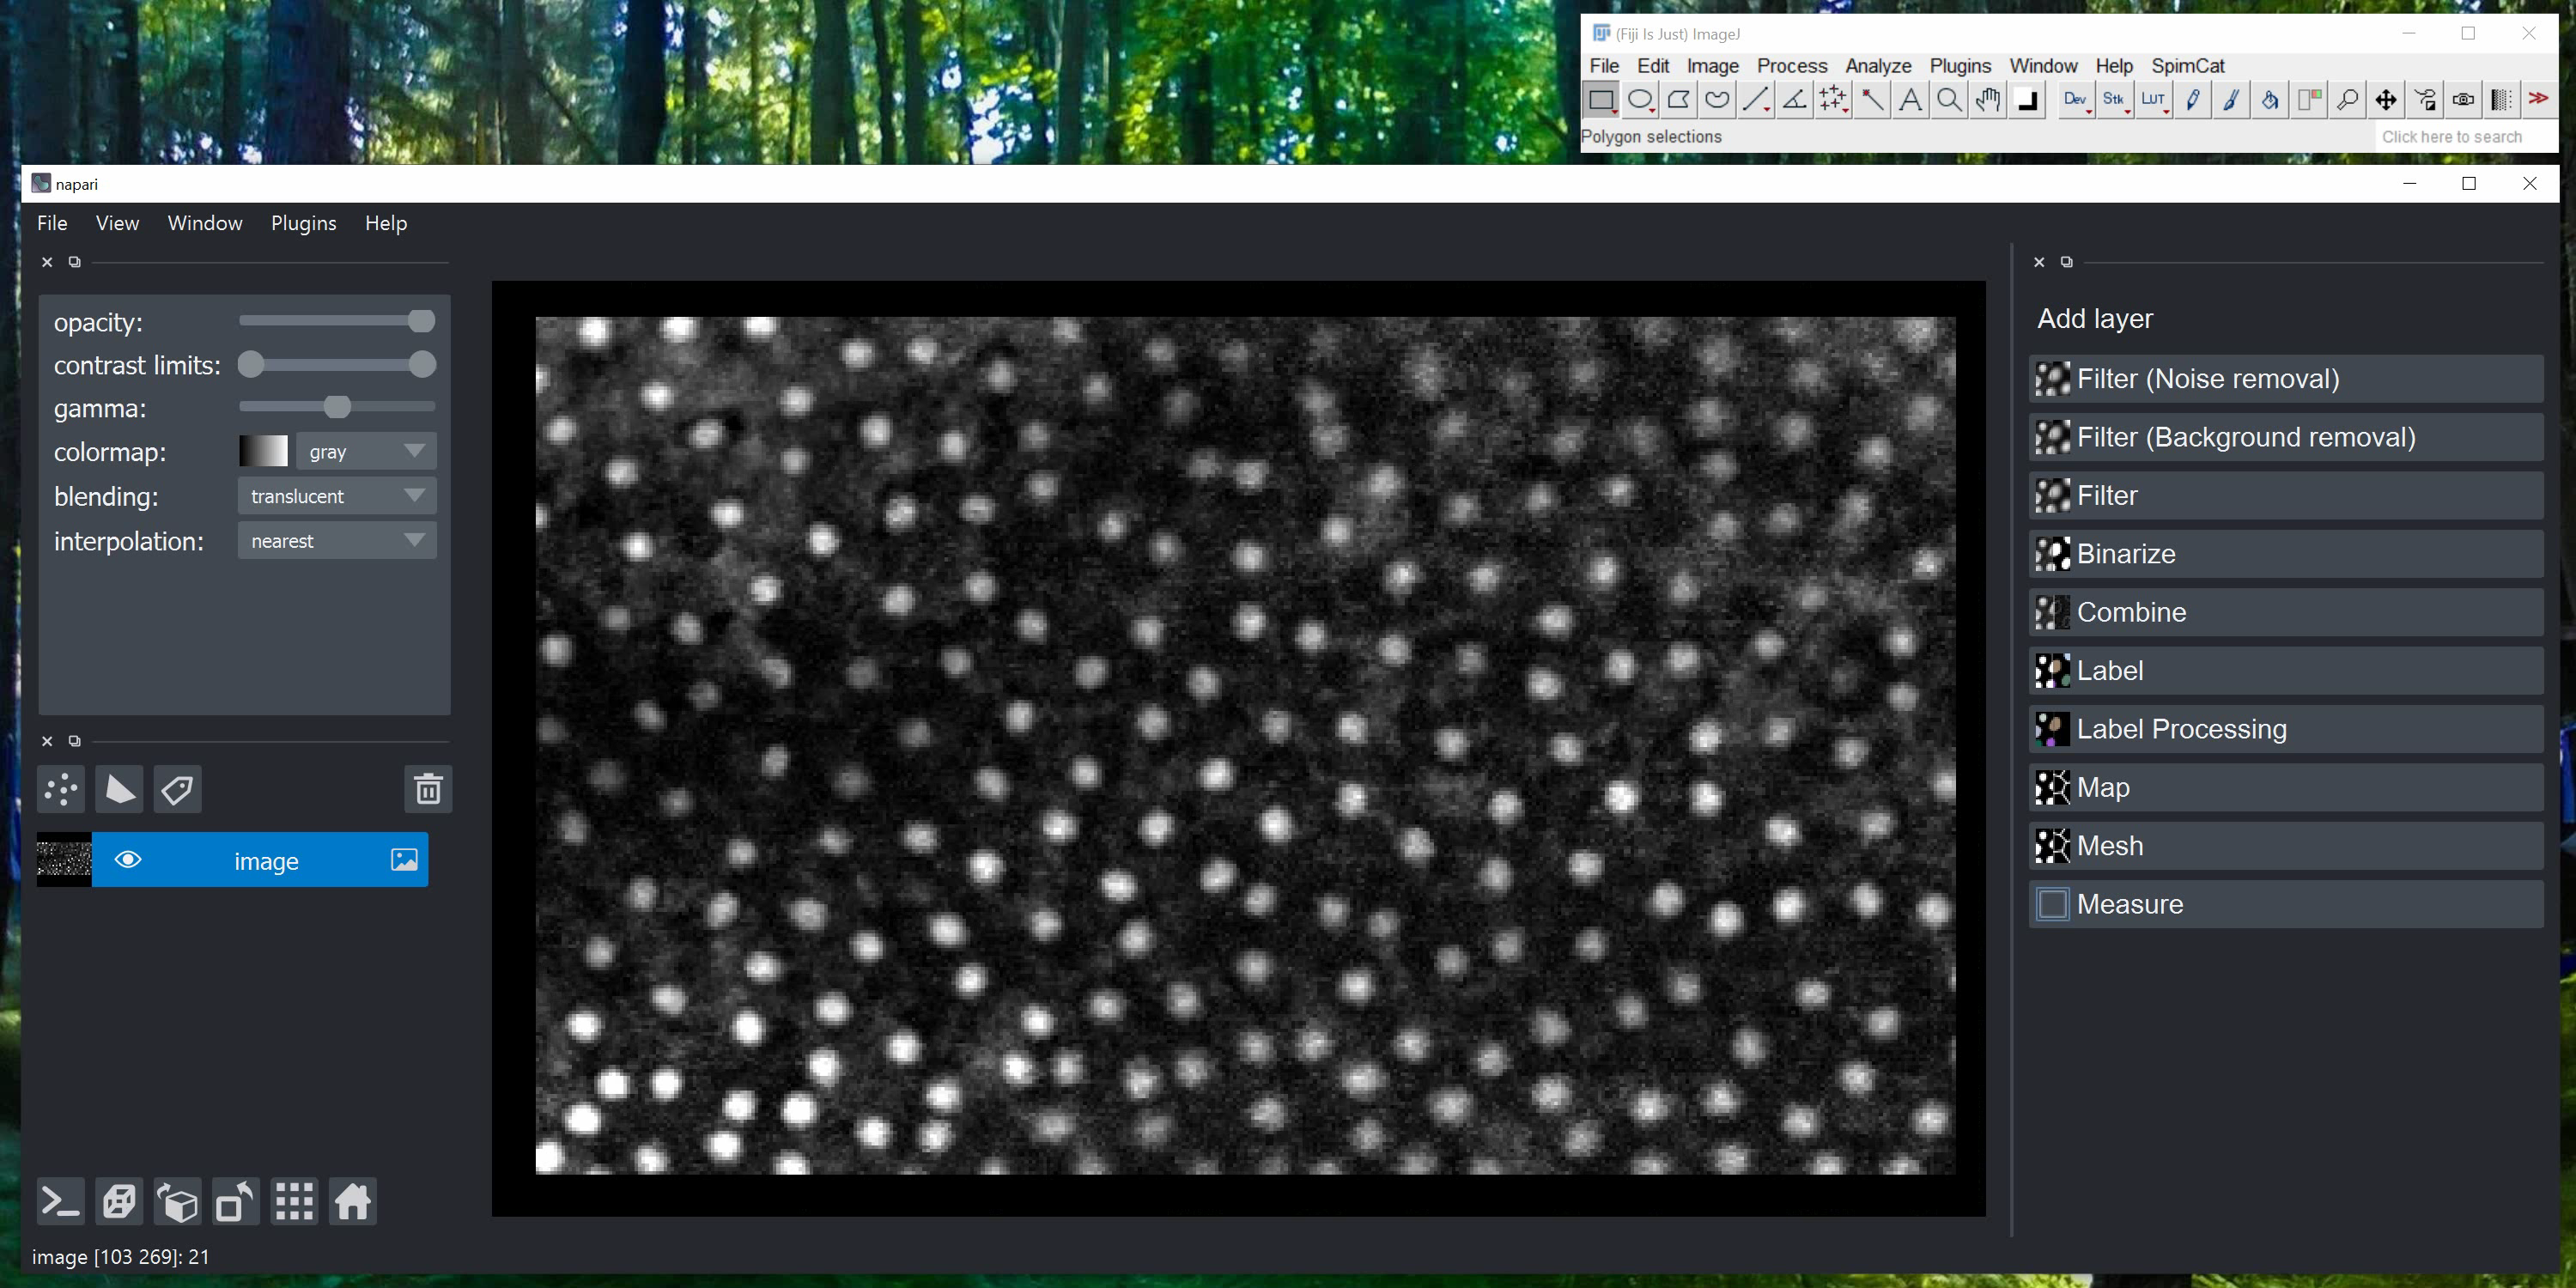 (Fiji Is Just) ImageJ
File Edit Image Process Analyze Plugins Window Help SpimCat
Dev Stk LUT
Polygon selections
Click here to search
napari
File View Window Plugins Help
opacity:
contrast limits:
gamma:
colormap: gray
blending: translucent
interpolation: nearest
image
image [103 269]: 21
Add layer
Filter (Noise removal)
Filter (Background removal)
Filter
Binarize
Combine
Label
Label Processing
Map
Mesh
Measure